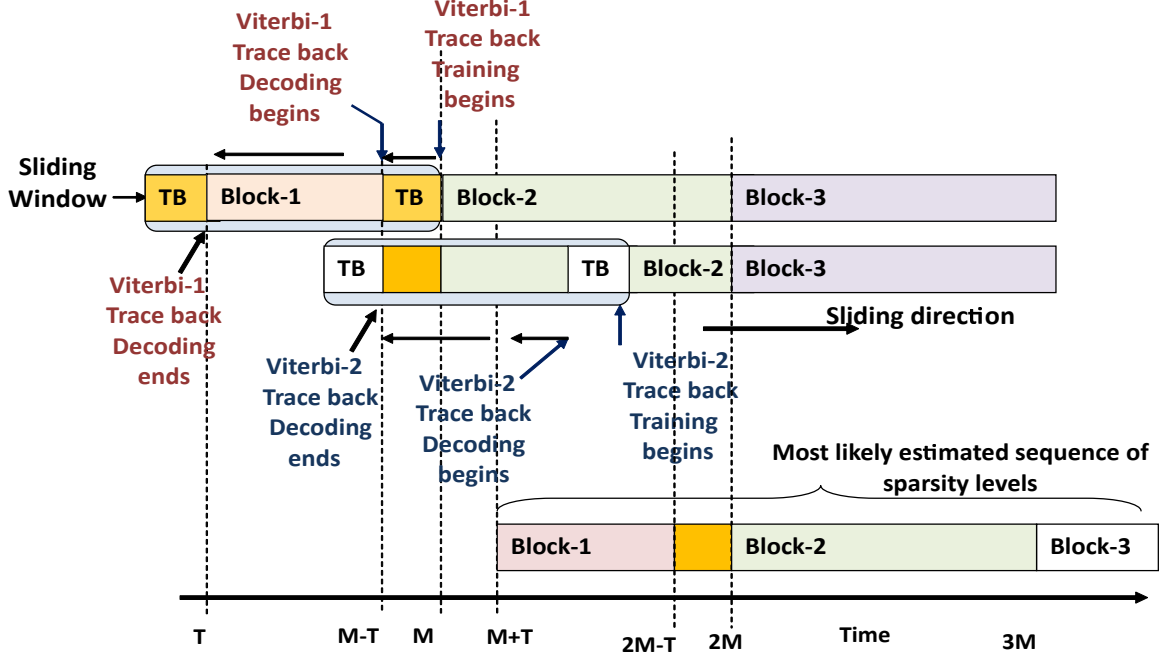 Viterbi-1
Trace back
Decoding
begins
Viterbi-1
Trace back
Training
begins
Sliding
Window
TB
Block-1
TB
Block-2
Block-3
TB
TB
Block-2
Block-3
Viterbi-1
Trace back
Decoding
ends
Sliding direction
Viterbi-2
Trace back
Decoding
ends
Viterbi-2
Trace back
Decoding
begins
Viterbi-2
Trace back
Training
begins
Most likely estimated sequence of
sparsity levels
Block-1
Block-2
Block-3
T
M-T
M
M+T
2M-T
2M
Time
3M